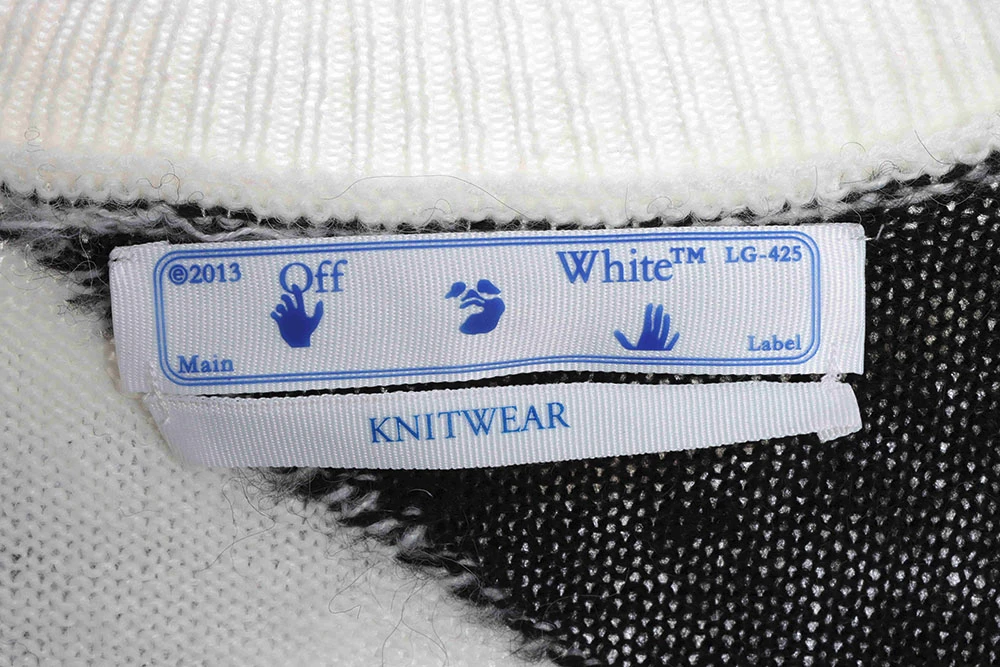 ©2013 Off White™ LG-425
Main Label
KNITWEAR